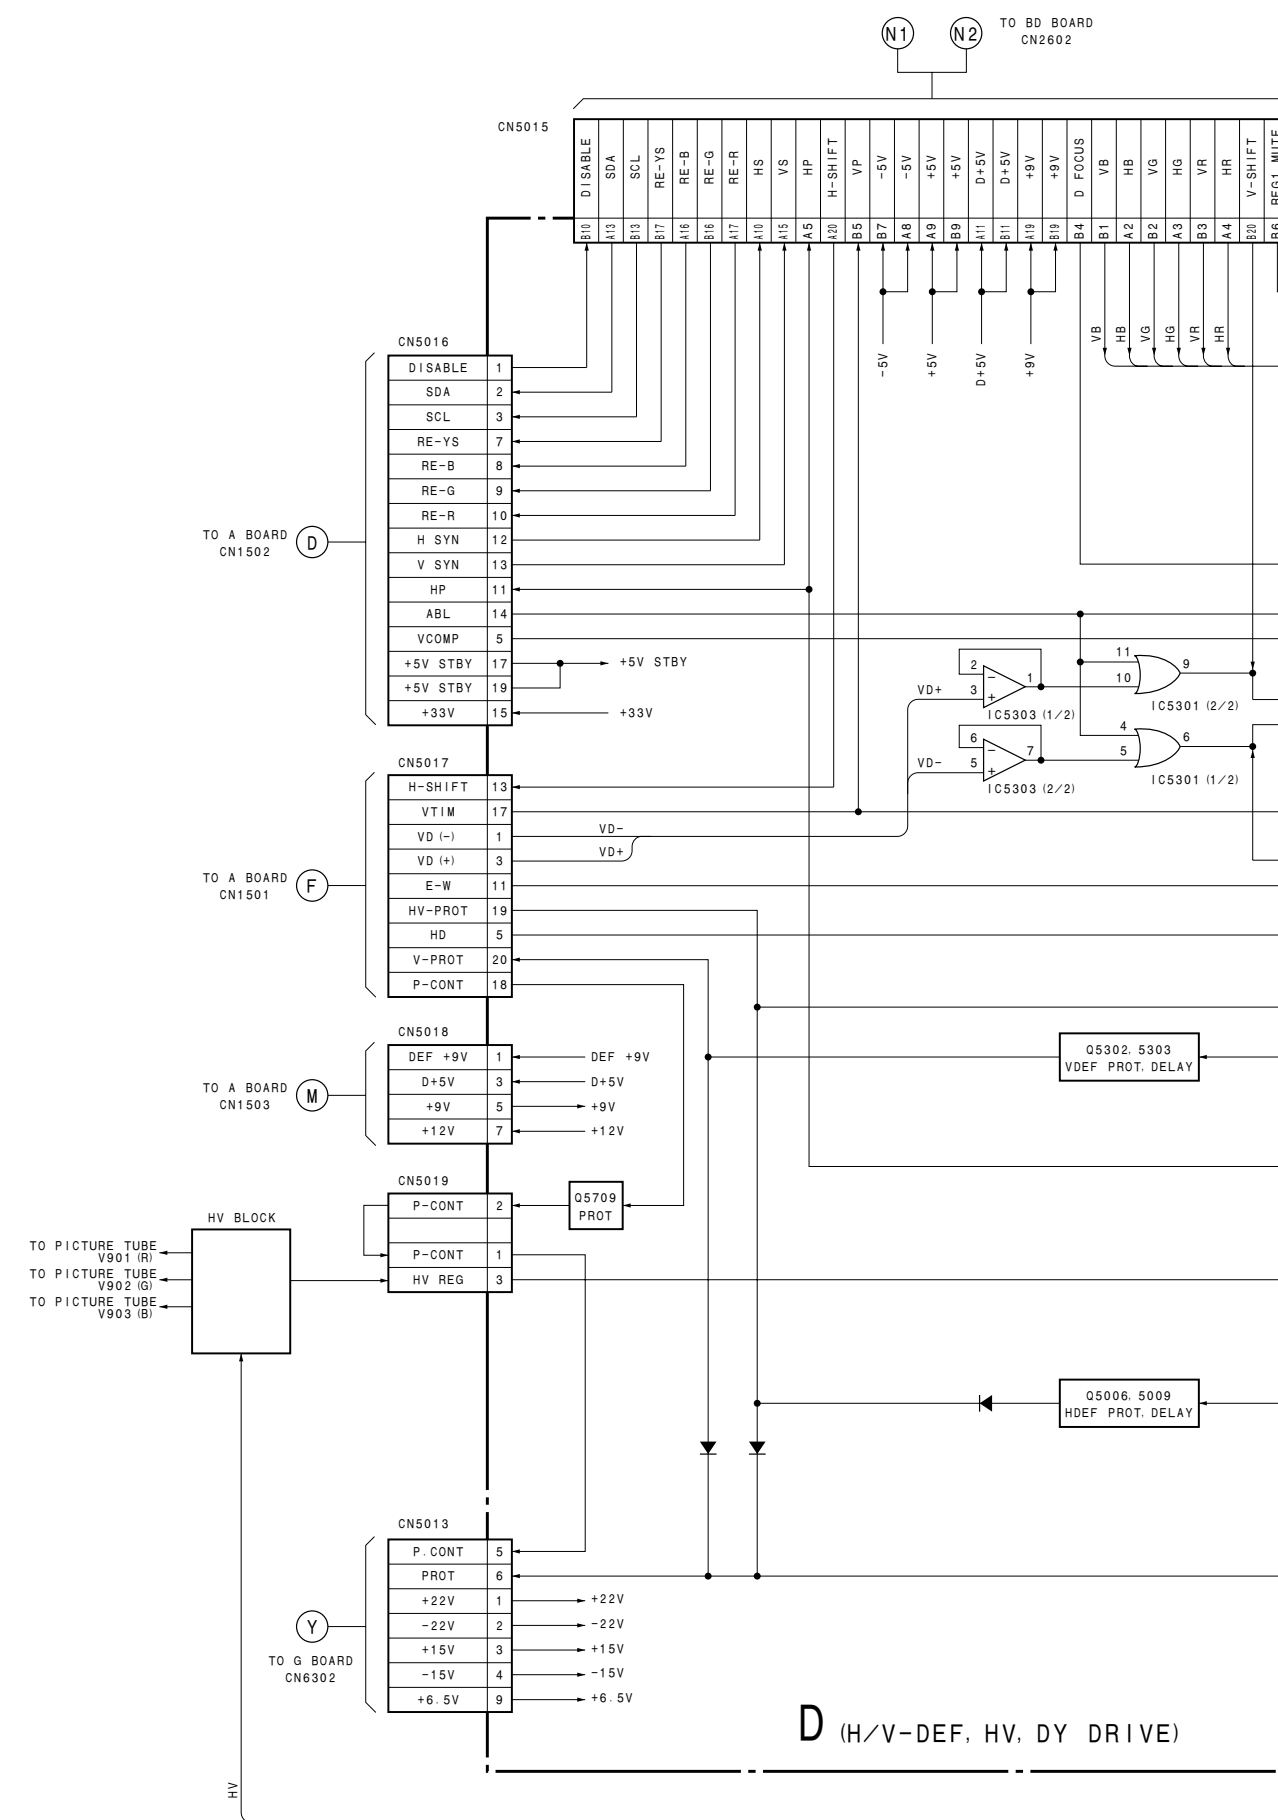 N1
N2
TO BD BOARD
CN2602
CN5015
DISABLE
SDA
SCL
RE-YS
RE-B
RE-G
RE-R
HS
VS
HP
H-SHIFT
VP
-5V
-5V
+5V
+5V
D+5V
D+5V
+9V
+9V
D FOCUS
VB
HB
VG
HG
VR
HR
V-SHIFT
REG1 MUTE
B10
A13
B13
B17
A16
B16
A17
A10
A15
A5
A20
B5
B7
A8
A9
B9
A11
B11
A19
B19
B4
B1
A2
B2
A3
B3
A4
B20
B6
-5V
+5V
D+5V
+9V
VB
HB
VG
HG
VR
HR
CN5016
DISABLE 1
SDA 2
SCL 3
RE-YS 7
RE-B 8
RE-G 9
RE-R 10
H SYN 12
V SYN 13
HP 11
ABL 14
VCOMP 5
+5V STBY 17
+5V STBY 19
+33V 15
TO A BOARD
CN1502
D
+5V STBY
+33V
VD+
2
3
1
IC5303 (1/2)
11
10
9
IC5301 (2/2)
VD-
6
5
7
IC5303 (2/2)
4
5
6
IC5301 (1/2)
CN5017
H-SHIFT 13
VTIM 17
VD (-) 1
VD (+) 3
E-W 11
HV-PROT 19
HD 5
V-PROT 20
P-CONT 18
TO A BOARD
CN1501
F
VD-
VD+
CN5018
DEF +9V 1
D+5V 3
+9V 5
+12V 7
TO A BOARD
CN1503
M
DEF +9V
D+5V
+9V
+12V
Q5302, 5303
VDEF PROT, DELAY
CN5019
P-CONT 2
P-CONT 1
HV REG 3
Q5709
PROT
HV BLOCK
TO PICTURE TUBE
V901 (R)
TO PICTURE TUBE
V902 (G)
TO PICTURE TUBE
V903 (B)
Q5006, 5009
HDEF PROT, DELAY
CN5013
P.CONT 5
PROT 6
+22V 1
-22V 2
+15V 3
-15V 4
+6.5V 9
Y
TO G BOARD
CN6302
+22V
-22V
+15V
-15V
+6.5V
D (H/V-DEF, HV, DY DRIVE)
HV